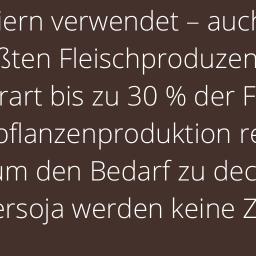 iern verwendet – auch
ßten Fleischproduzen
rart bis zu 30 % der F
oflanzenproduktion re
um den Bedarf zu dec
ersoja werden keine Z